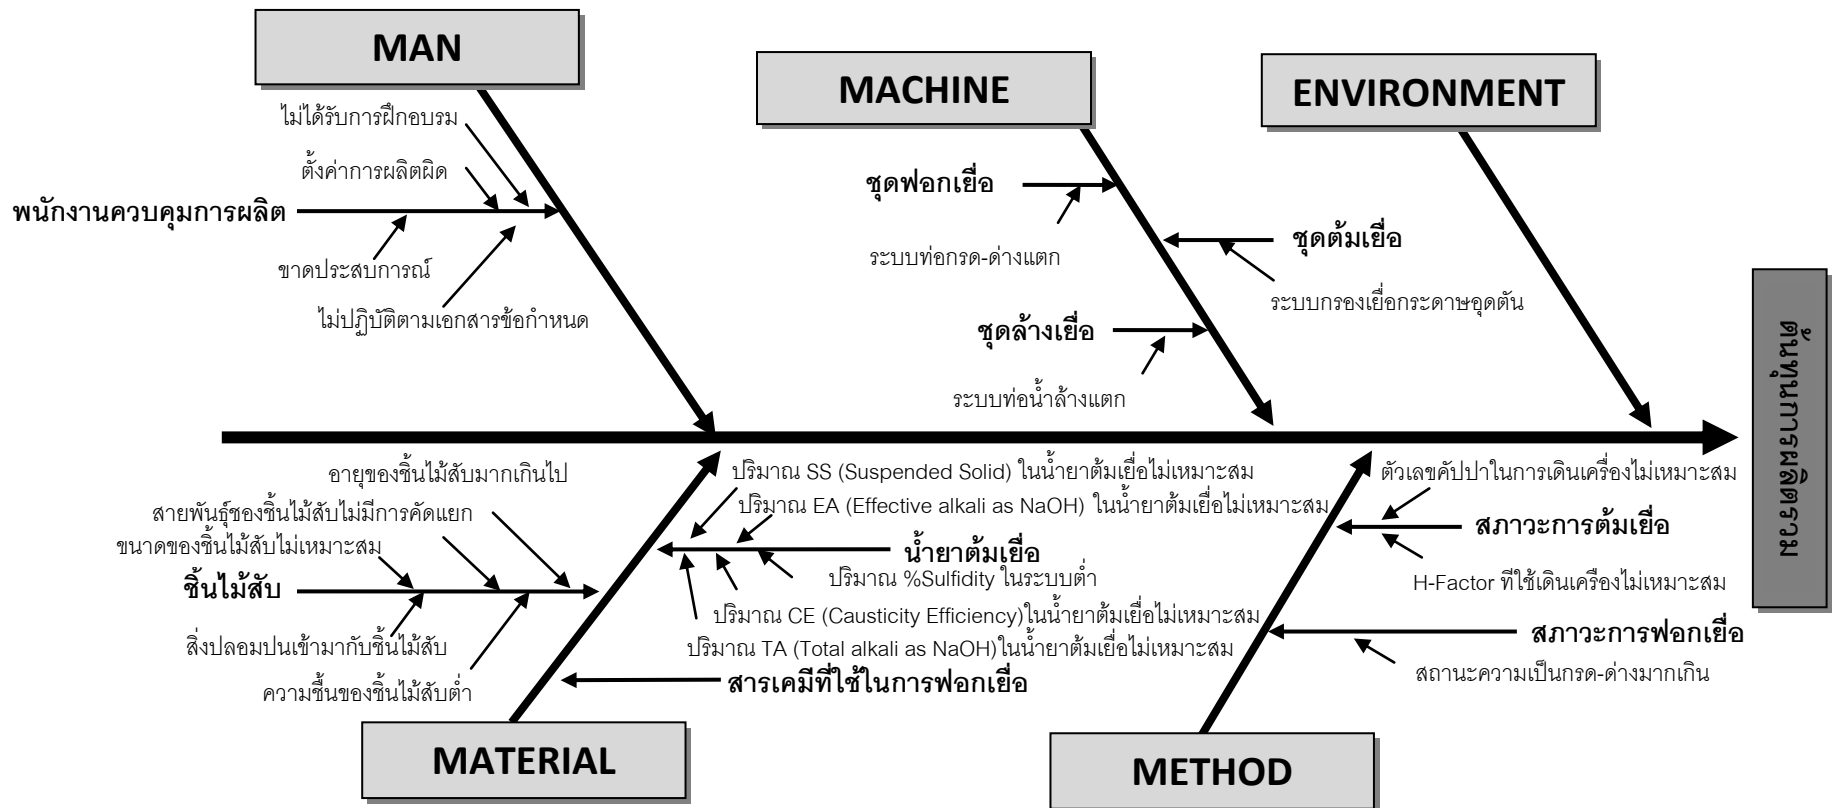 MAN
MACHINE
ENVIRONMENT
ไม่ได้รับการฝึกอบรม
ตั้งค่าการผลิตผิด
พนักงานควบคุมการผลิต
ขาดประสบการณ์
ไม่ปฏิบัติตามเอกสารข้อกำหนด
ชุดฟอกเยื่อ
ระบบท่อกรด-ด่างแตก
ชุดต้มเยื่อ
ระบบกรองเยื่อกระดาษอุดตัน
ชุดล้างเยื่อ
ระบบท่อน้ำล้างแตก
ต้นทุนการผลิตรวม
อายุของชิ้นไม้สับมากเกินไป
สายพันธุ์ของชิ้นไม้สับไม่มีการคัดแยก
ขนาดของชิ้นไม้สับไม่เหมาะสม
ชิ้นไม้สับ
สิ่งปลอมปนเข้ามากับชิ้นไม้สับ
ความชื้นของชิ้นไม้สับต่ำ
ปริมาณ SS (Suspended Solid) ในน้ำยาต้มเยื่อไม่เหมาะสม
ปริมาณ EA (Effective alkali as NaOH) ในน้ำยาต้มเยื่อไม่เหมาะสม
น้ำยาต้มเยื่อ
ปริมาณ %Sulfidity ในระบบต่ำ
ปริมาณ CE (Causticity Efficiency)ในน้ำยาต้มเยื่อไม่เหมาะสม
ปริมาณ TA (Total alkali as NaOH)ในน้ำยาต้มเยื่อไม่เหมาะสม
สารเคมีที่ใช้ในการฟอกเยื่อ
ตัวเลขคัปปาในการเดินเครื่องไม่เหมาะสม
สภาวะการต้มเยื่อ
H-Factor ที่ใช้เดินเครื่องไม่เหมาะสม
สภาวะการฟอกเยื่อ
สถานะความเป็นกรด-ด่างมากเกิน
MATERIAL
METHOD